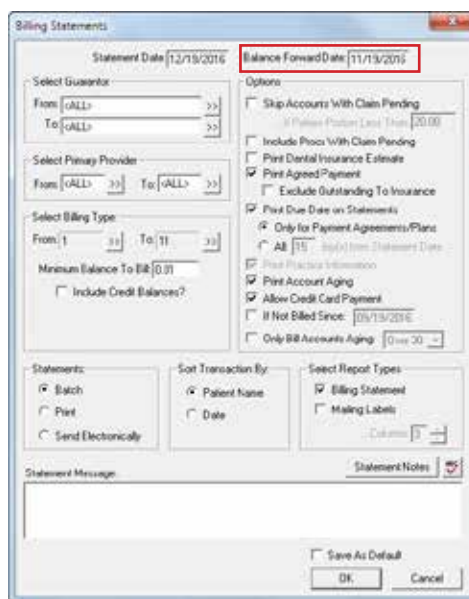 Billing Statements
Statement Date: 12/19/2016 Balance Forward Date: 11/19/2016
Select Guarantor
From: <ALL> >>
To: <ALL> >>
Select Primary Provider
From: <ALL> >> To: <ALL> >>
Select Billing Type
From: 1 >> To: 11 >>
Minimum Balance To Bill: 0.01
Include Credit Balances?
Options
Skip Accounts With Claim Pending
If Patient Portion Less Than: 20.00
Include Procs With Claim Pending
Print Dental Insurance Estimate
Print Agreed Payment
Exclude Outstanding To Insurance
Print Due Date on Statements
Only for Payment Agreements/Plans
All: 15 day(s) from Statement Date
Print Practice Information
Print Account Aging
Allow Credit Card Payment
If Not Billed Since: 09/19/2016
Only Bill Accounts Aging: Over 30
Statements:
Batch
Print
Send Electronically
Sort Transaction By:
Patient Name
Date
Select Report Types
Billing Statement
Mailing Labels
Columns 3
Statement Message:
Statement Notes
Save As Default
OK Cancel